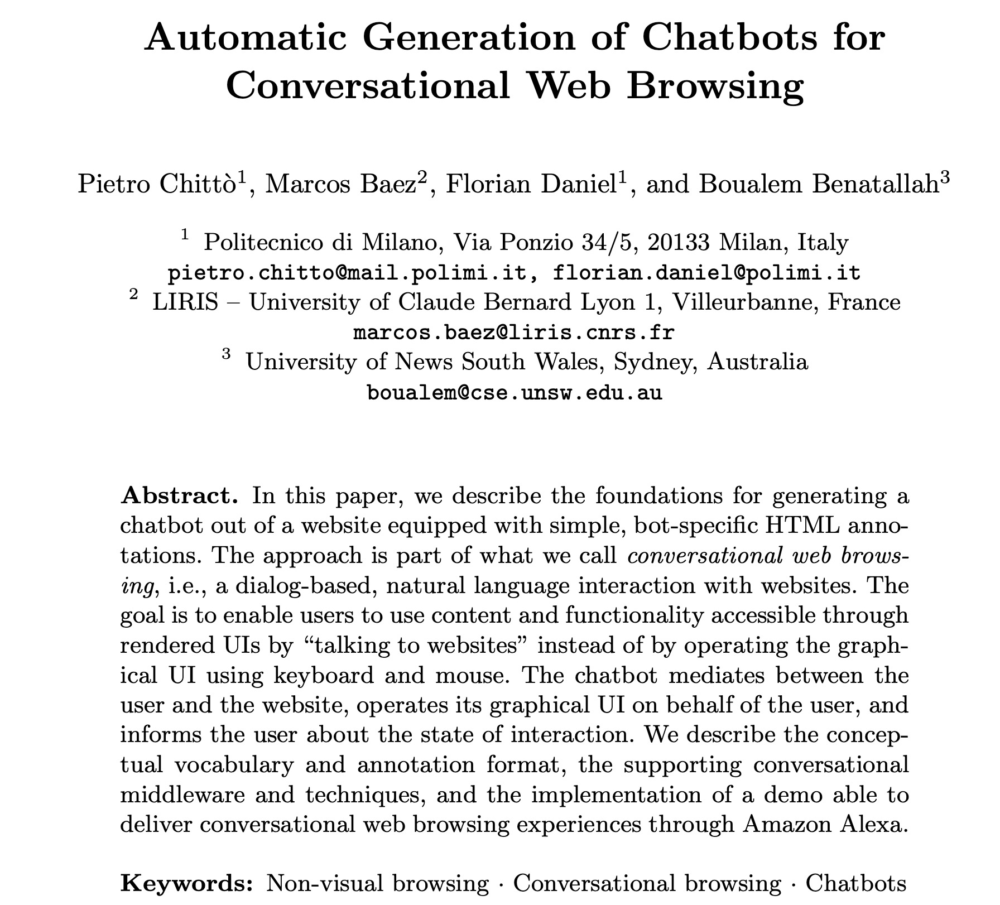 Automatic Generation of Chatbots for
Conversational Web Browsing
Pietro Chittò1, Marcos Baez2, Florian Daniel1, and Boualem Benatallah3
1 Politecnico di Milano, Via Ponzio 34/5, 20133 Milan, Italy
pietro.chitto@mail.polimi.it, florian.daniel@polimi.it
2 LIRIS – University of Claude Bernard Lyon 1, Villeurbanne, France
marcos.baez@liris.cnrs.fr
3 University of News South Wales, Sydney, Australia
boualem@cse.unsw.edu.au
Abstract. In this paper, we describe the foundations for generating a
chatbot out of a website equipped with simple, bot-specific HTML anno-
tations. The approach is part of what we call conversational web brows-
ing, i.e., a dialog-based, natural language interaction with websites. The
goal is to enable users to use content and functionality accessible through
rendered UIs by “talking to websites” instead of by operating the graph-
ical UI using keyboard and mouse. The chatbot mediates between the
user and the website, operates its graphical UI on behalf of the user, and
informs the user about the state of interaction. We describe the concep-
tual vocabulary and annotation format, the supporting conversational
middleware and techniques, and the implementation of a demo able to
deliver conversational web browsing experiences through Amazon Alexa.
Keywords: Non-visual browsing · Conversational browsing · Chatbots